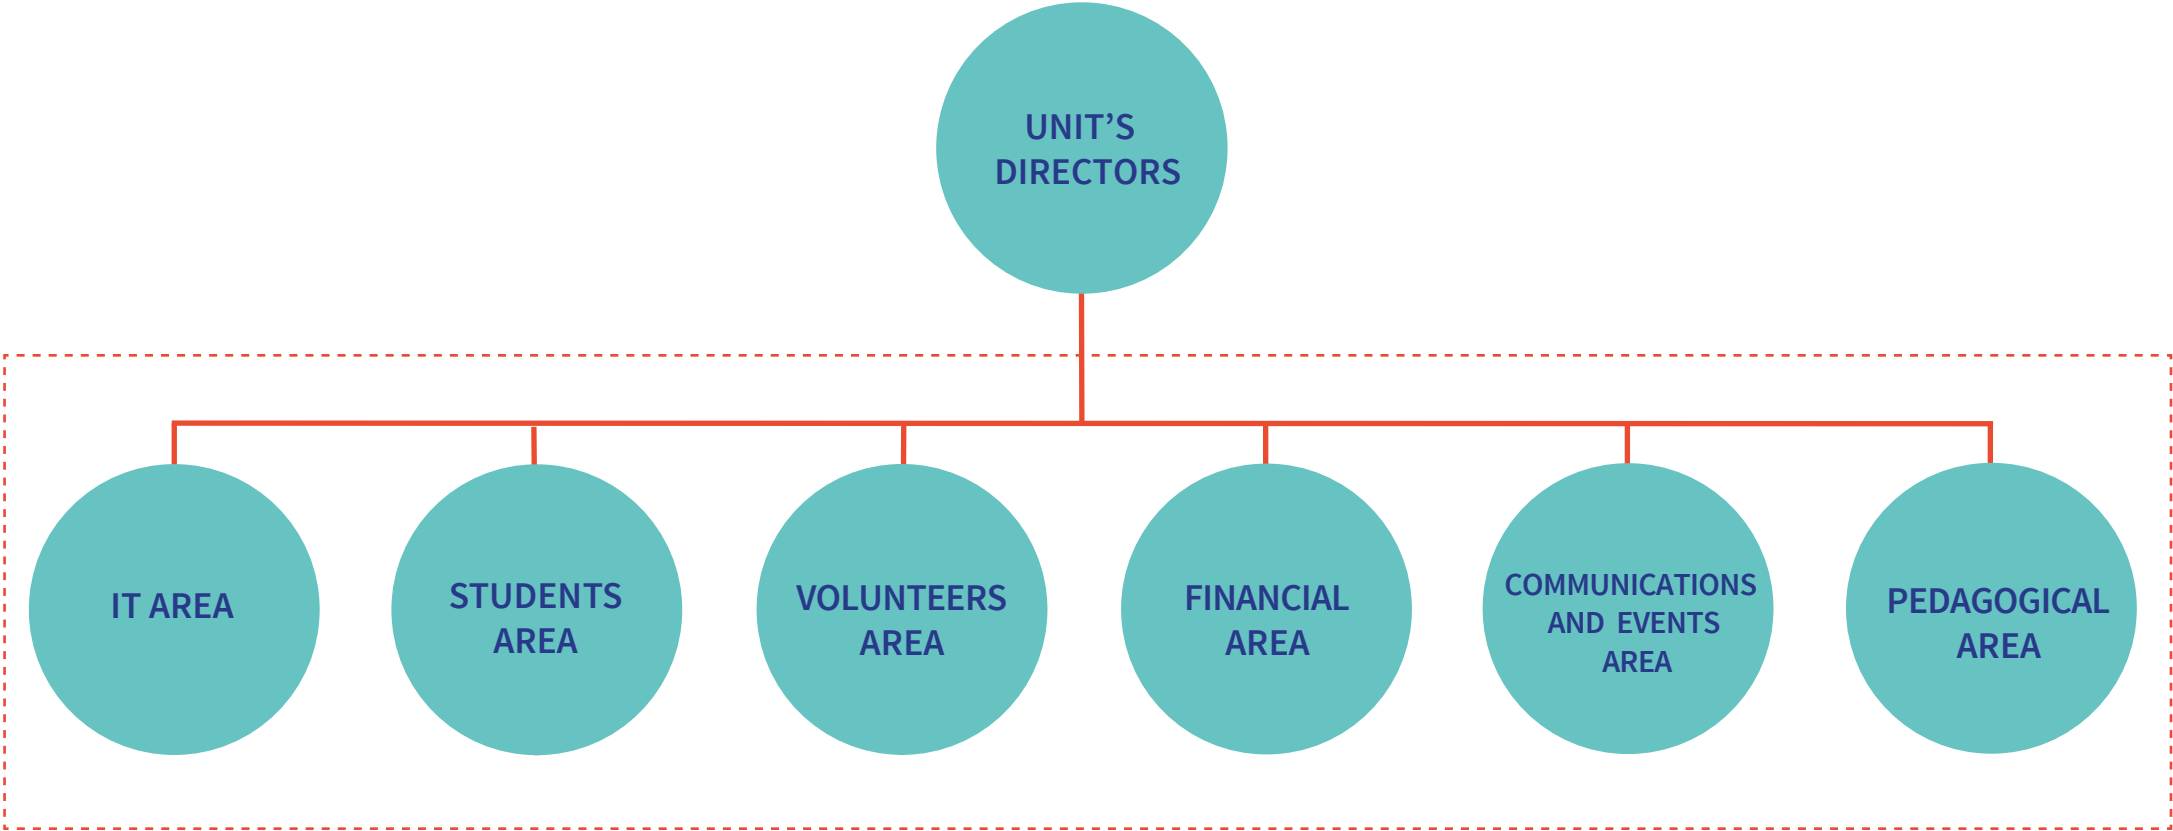 UNIT’S
DIRECTORS
IT AREA
STUDENTS
AREA
VOLUNTEERS
AREA
FINANCIAL
AREA
COMMUNICATIONS
AND EVENTS
AREA
PEDAGOGICAL
AREA